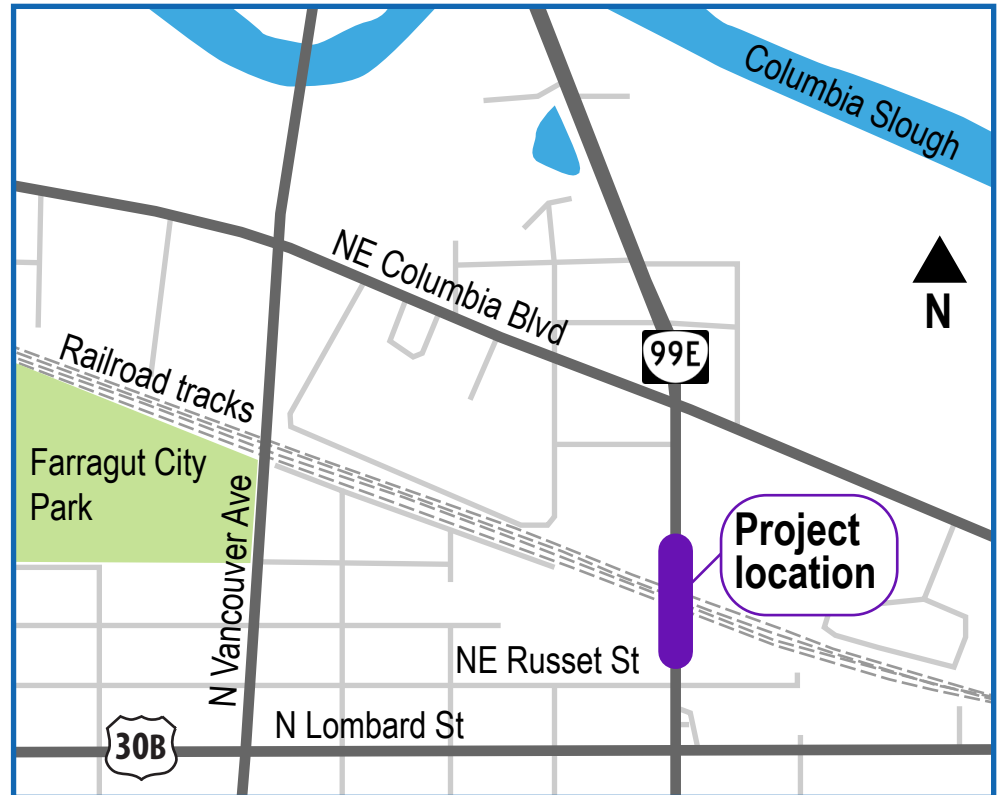 Columbia Slough
NE Columbia Blvd
N
99E
Railroad tracks
Farragut City
Park
N Vancouver Ave
Project
location
NE Russet St
N Lombard St
30B